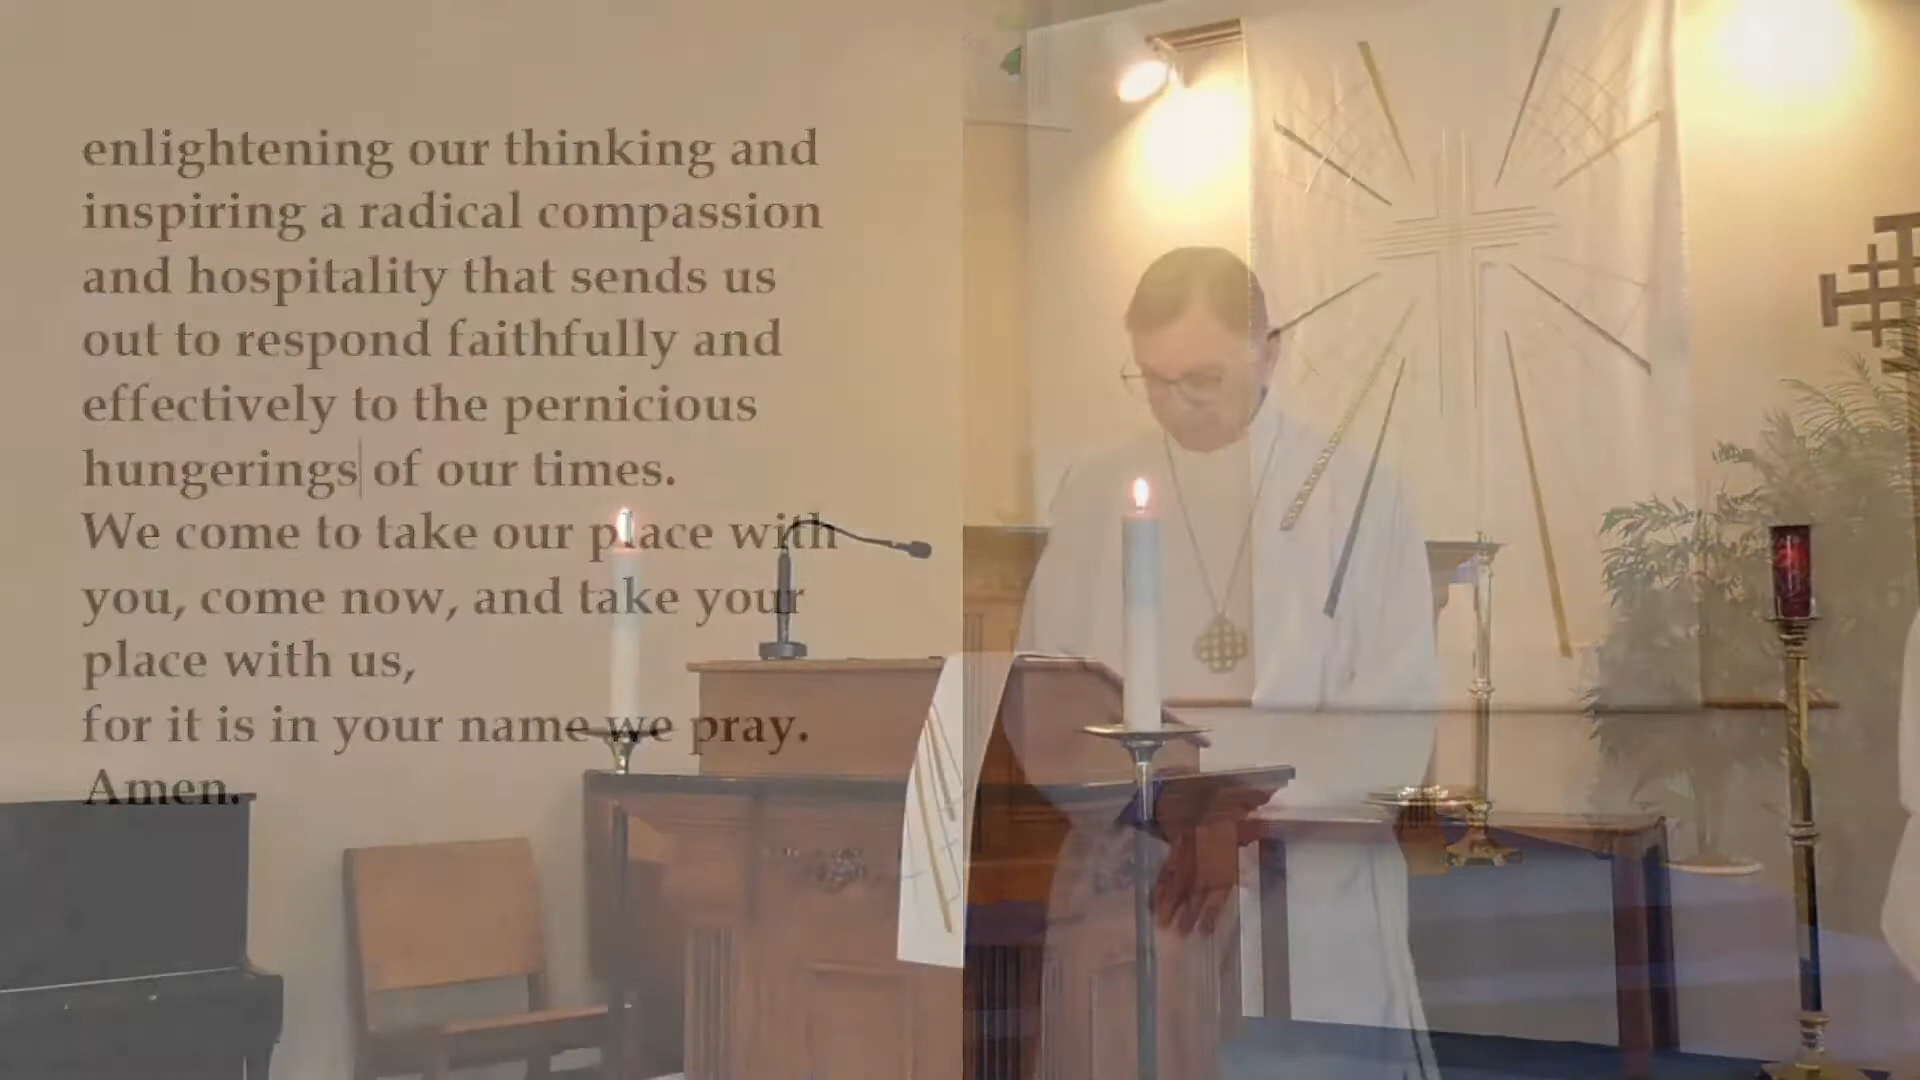 enlightening our thinking and
inspiring a radical compassion
and hospitality that sends us
out to respond faithfully and
effectively to the pernicious
hungerings of our times.
We come to take our place with
you, come now, and take your
place with us,
for it is in your name we pray.
Amen.